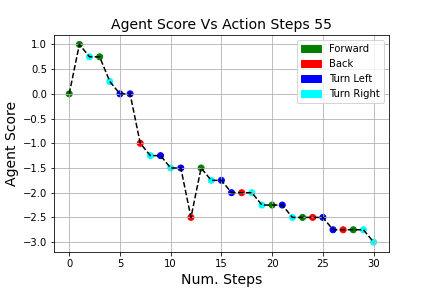 Agent Score Vs Action Steps 55
Agent Score
1.0
0.5
0.0
−0.5
−1.0
−1.5
−2.0
−2.5
−3.0
Forward
Back
Turn Left
Turn Right
0 5 10 15 20 25 30
Num. Steps